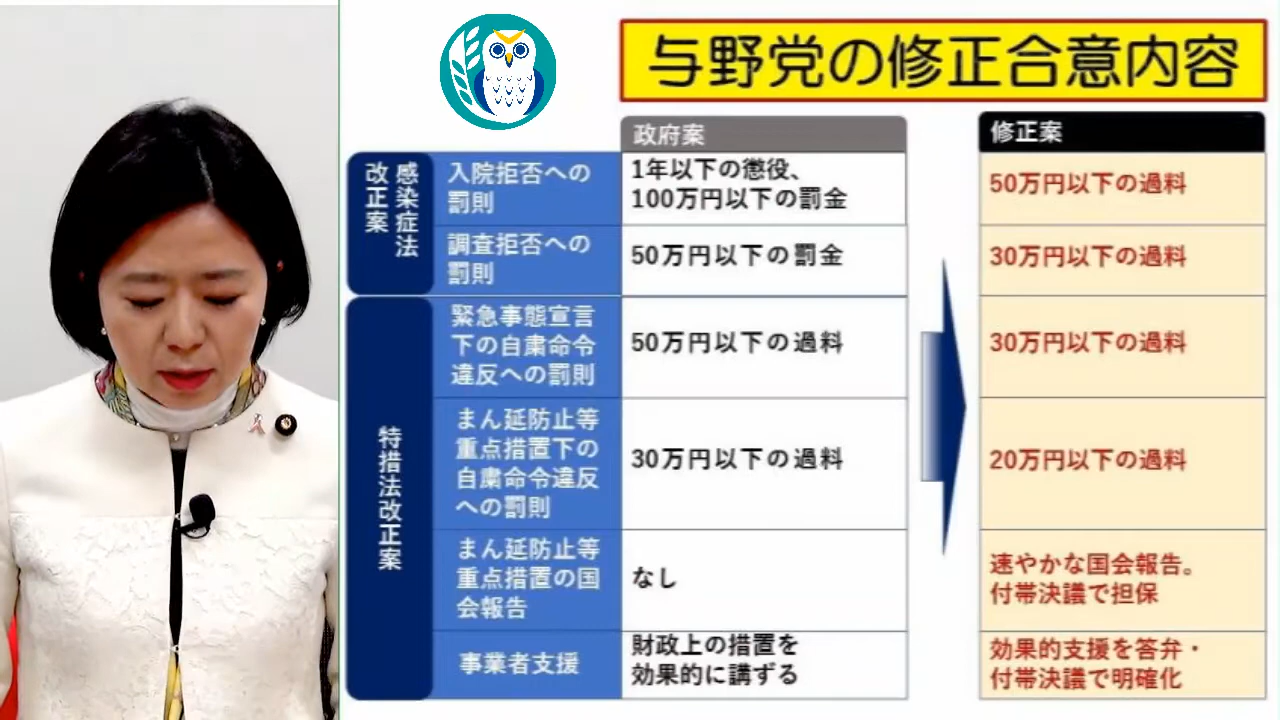 与野党の修正合意内容
政府案
修正案
感染症法
改正案
入院拒否への
罰則
1年以下の懲役、
100万円以下の罰金
50万円以下の過料
調査拒否への
罰則
50万円以下の罰金
30万円以下の過料
特措法改正案
緊急事態宣言
下の自粛命令
違反への罰則
50万円以下の過料
30万円以下の過料
まん延防止等
重点措置下の
自粛命令違反
への罰則
30万円以下の過料
20万円以下の過料
まん延防止等
重点措置の国
会報告
なし
速やかな国会報告。
付帯決議で担保
事業者支援
財政上の措置を
効果的に講ずる
効果的支援を答弁・
付帯決議で明確化